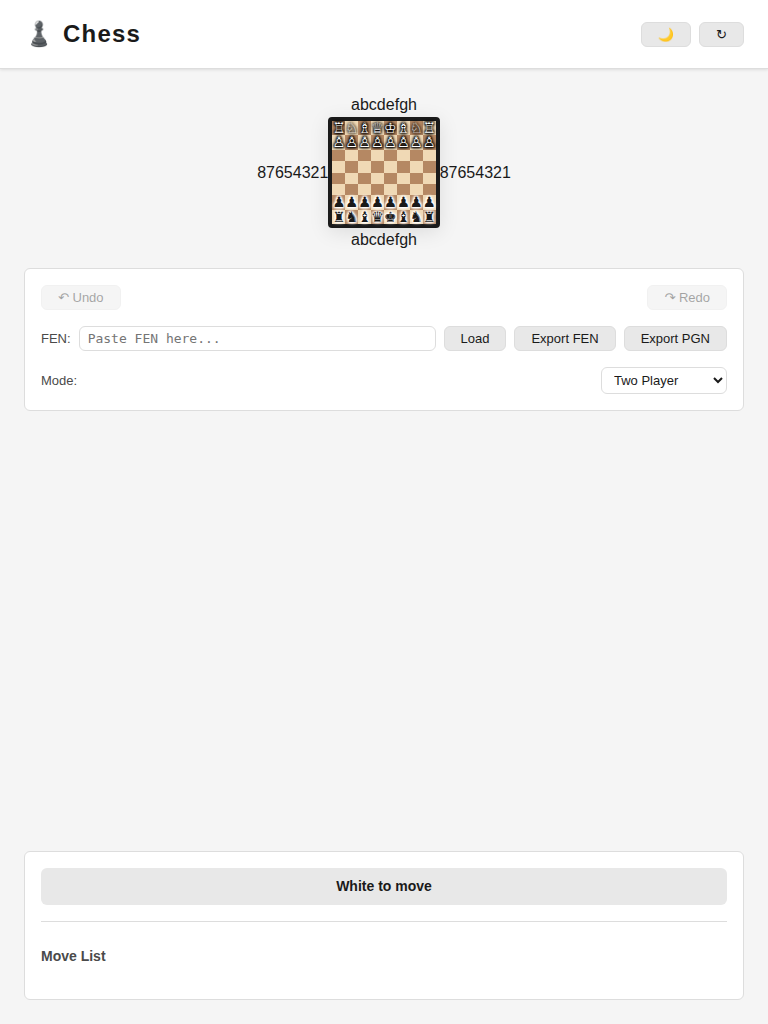 Chess
↻
abcdefgh
87654321 87654321
abcdefgh
↶ Undo ↷ Redo
FEN: Paste FEN here... Load Export FEN Export PGN
Mode: Two Player
White to move
Move List